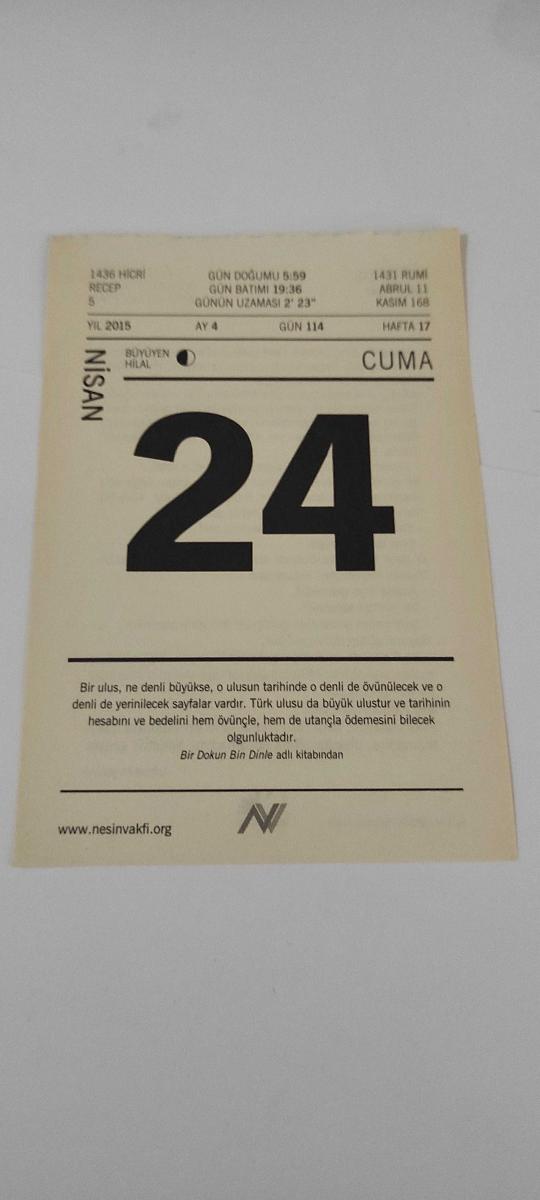 1436 HİCRİ GÜN DOĞUMU 5:59 1431 RUMİ
RECEP GÜN BATIMI 19:36 ABRUL 11
5 GÜNÜN UZAMASI 2' 23" KASIM 168
YIL 2015 AY 4 GÜN 114 HAFTA 17
NİSAN
BÜYÜYEN
HİLAL
CUMA
24
Bir ulus, ne denli büyükse, o ulusun tarihinde o denli de övünülecek ve o
denli de yerinilecek sayfalar vardır. Türk ulusu da büyük ulustur ve tarihinin
hesabını ve bedelini hem övünçle, hem de utançla ödemesini bilecek
olgunluktadır.
Bir Dokun Bin Dinle adlı kitabından
www.nesinvakfi.org